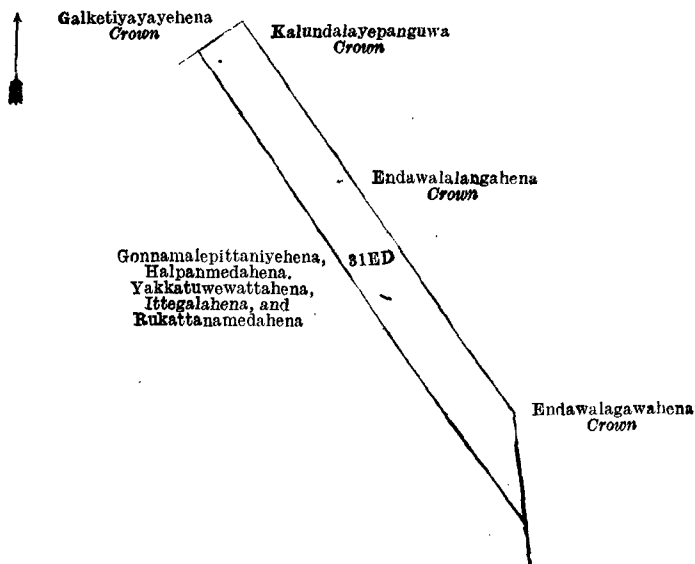 Galketiyayayehena
Crown
Kalundalayepanguwa
Crown
Endawalalangahena
Crown
Gonnamalepittaniyehena,
Halpanmedahena.
Yakkatuwewattahena,
Ittegalahena, and
Rukattanamedahena
31ED
Endawalagawahena
Crown